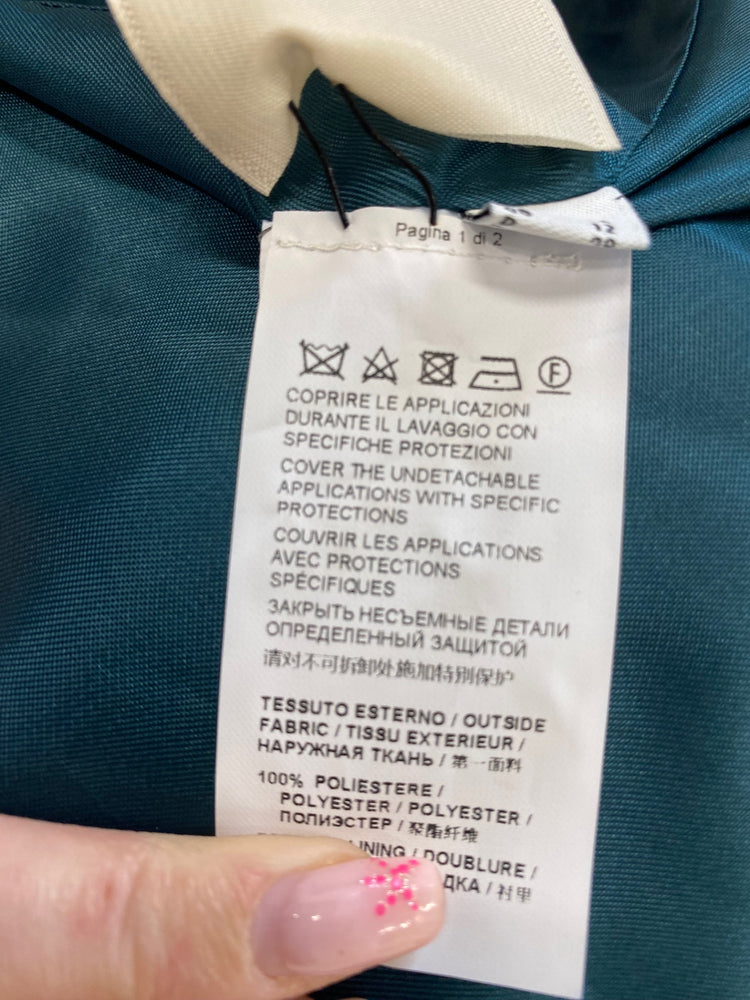 Pagina 1 di 2
12
F
COPRIRE LE APPLICAZIONI
DURANTE IL LAVAGGIO CON
SPECIFICHE PROTEZIONI
COVER THE UNDETACHABLE
APPLICATIONS WITH SPECIFIC
PROTECTIONS
COUVRIR LES APPLICATIONS
AVEC PROTECTIONS
SPÉCIFIQUES
ЗАКРЫТЬ НЕСЪЕМНЫЕ ДЕТАЛИ
ОПРЕДЕЛЕННЫЙ ЗАЩИТОЙ
请对不可拆卸处施加特别保护
TESSUTO ESTERNO / OUTSIDE
FABRIC / TISSU EXTERIEUR /
НАРУЖНАЯ ТКАНЬ / 第一面料
100% POLIESTERE /
POLYESTER / POLYESTER /
ПОЛИЭСТЕР / 聚酯纤维
/ DOUBLURE /
/ 衬里